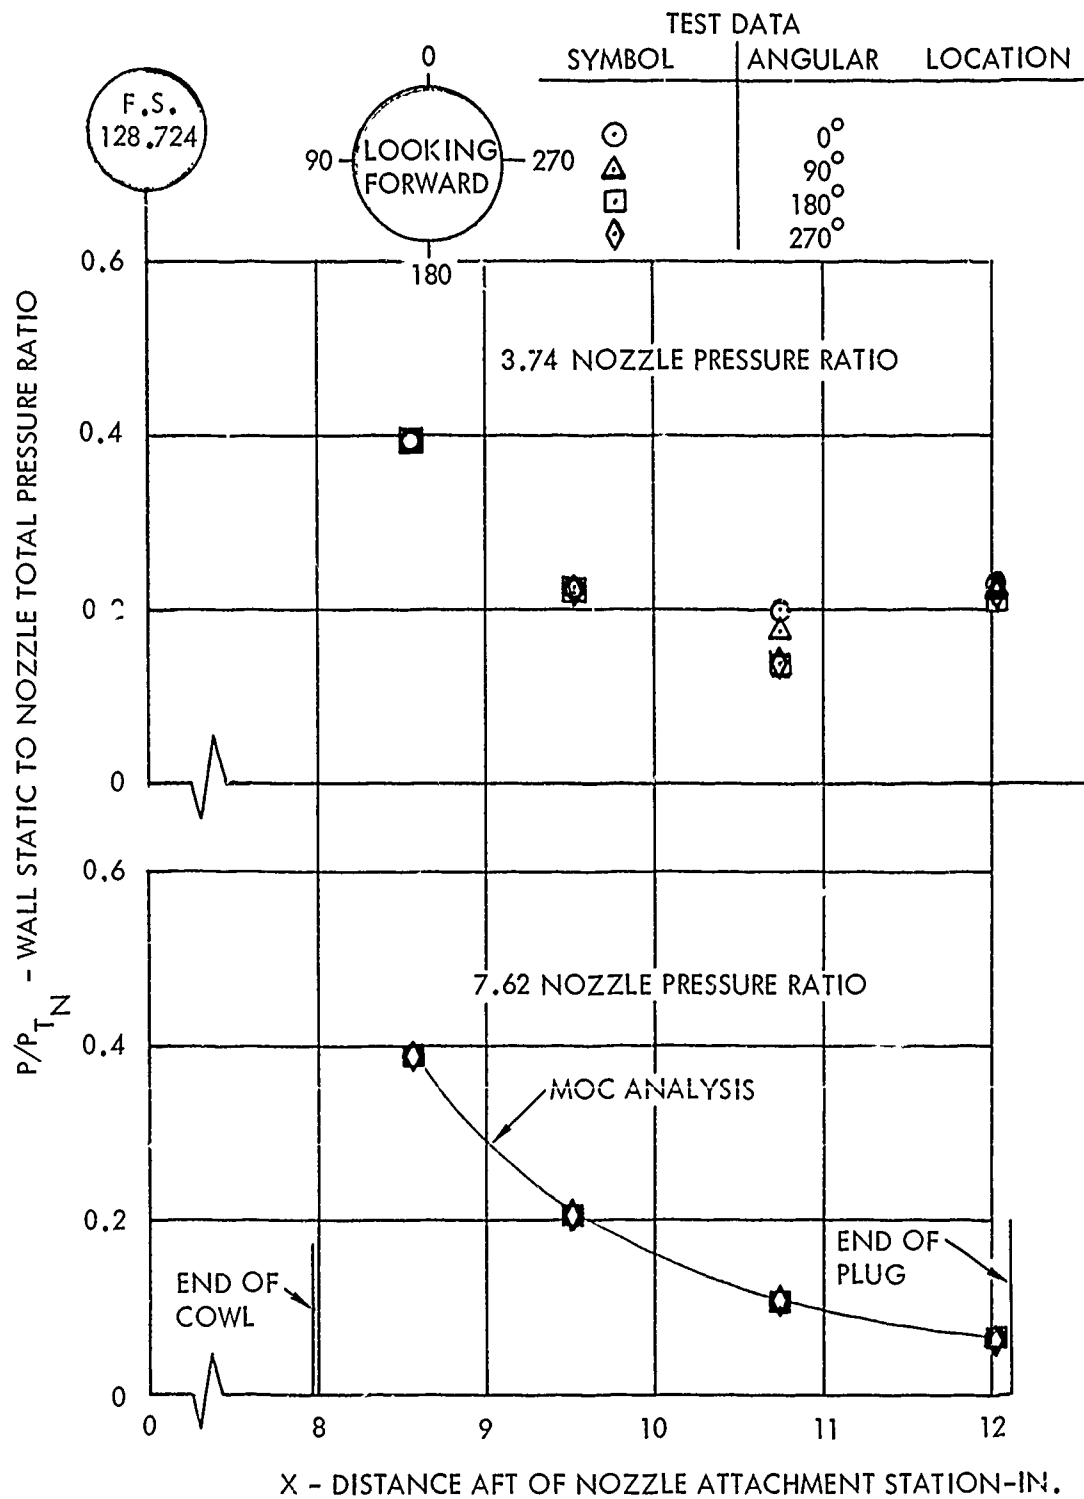 TEST DATA
SYMBOL ANGULAR LOCATION
0°
90°
180°
270°
F.S.
128.724
0
90 LOOKING 270
FORWARD
180
P/PTN - WALL STATIC TO NOZZLE TOTAL PRESSURE RATIO
0.6
3.74 NOZZLE PRESSURE RATIO
0.4
0.2
0
0.6
7.62 NOZZLE PRESSURE RATIO
0.4
MOC ANALYSIS
0.2
END OF
PLUG
END OF
COWL
0
0 8 9 10 11 12
X - DISTANCE AFT OF NOZZLE ATTACHMENT STATION-IN.